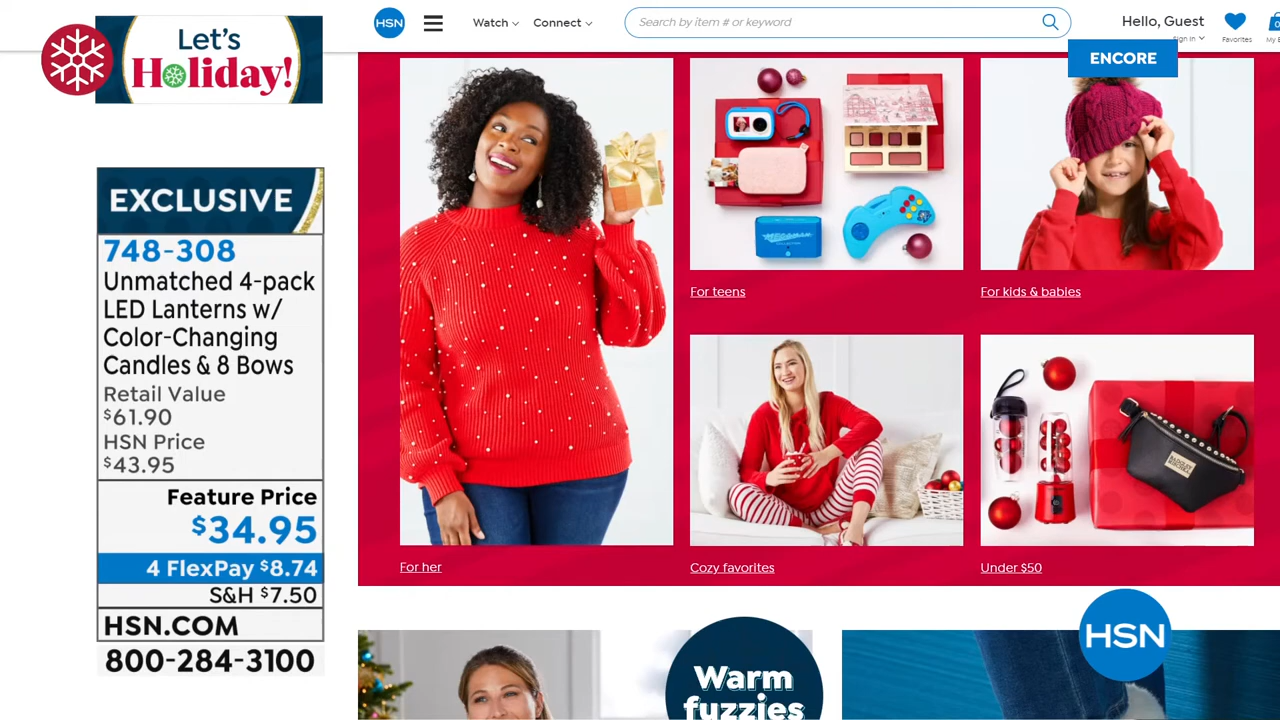 Let's
Holiday!
EXCLUSIVE
748-308
Unmatched 4-pack
LED Lanterns w/
Color-Changing
Candles & 8 Bows
Retail Value
$61.90
HSN Price
$43.95
Feature Price
$34.95
4 FlexPay $8.74
S&H $7.50
HSN.COM
800-284-3100
HSN
Watch
Connect
Search by item # or keyword
Hello, Guest
Sign In
Favorites
0
ENCORE
For teens
For kids & babies
For her
Cozy favorites
Under $50
Warm
fuzzies
HSN